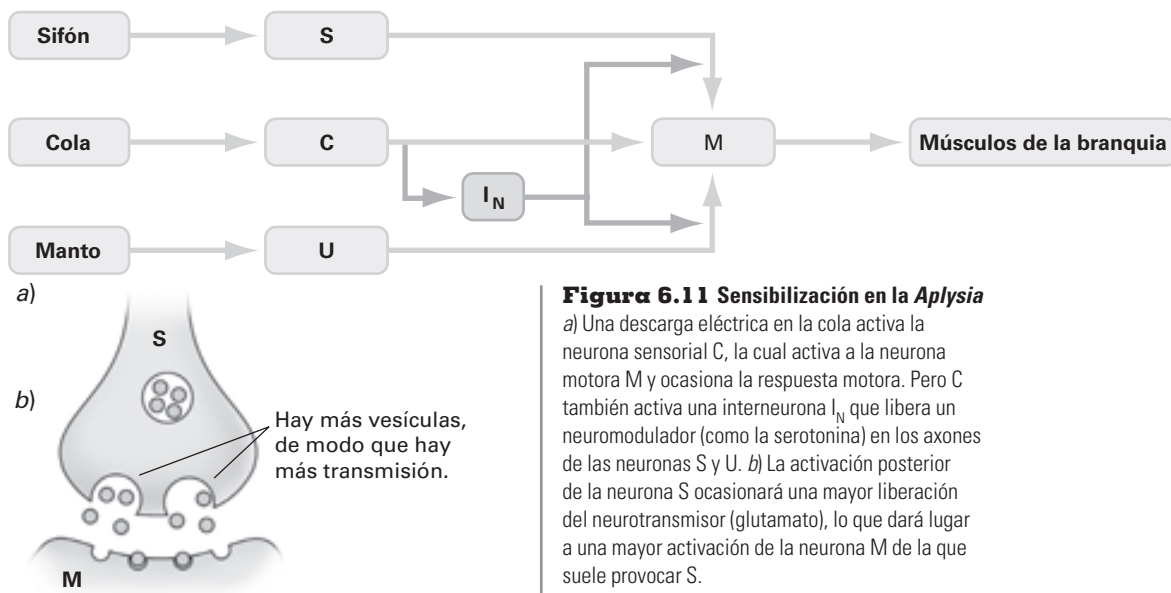 Sifón
S
Cola
C
M
Músculos de la branquia
I_N
Manto
U
a)
S
b)
Hay más vesículas,
de modo que hay
más transmisión.
M
Figura 6.11 Sensibilización en la Aplysia
a) Una descarga eléctrica en la cola activa la
neurona sensorial C, la cual activa a la neurona
motora M y ocasiona la respuesta motora. Pero C
también activa una interneurona I_N que libera un
neuromodulador (como la serotonina) en los axones
de las neuronas S y U. b) La activación posterior
de la neurona S ocasionará una mayor liberación
del neurotransmisor (glutamato), lo que dará lugar
a una mayor activación de la neurona M de la que
suele provocar S.